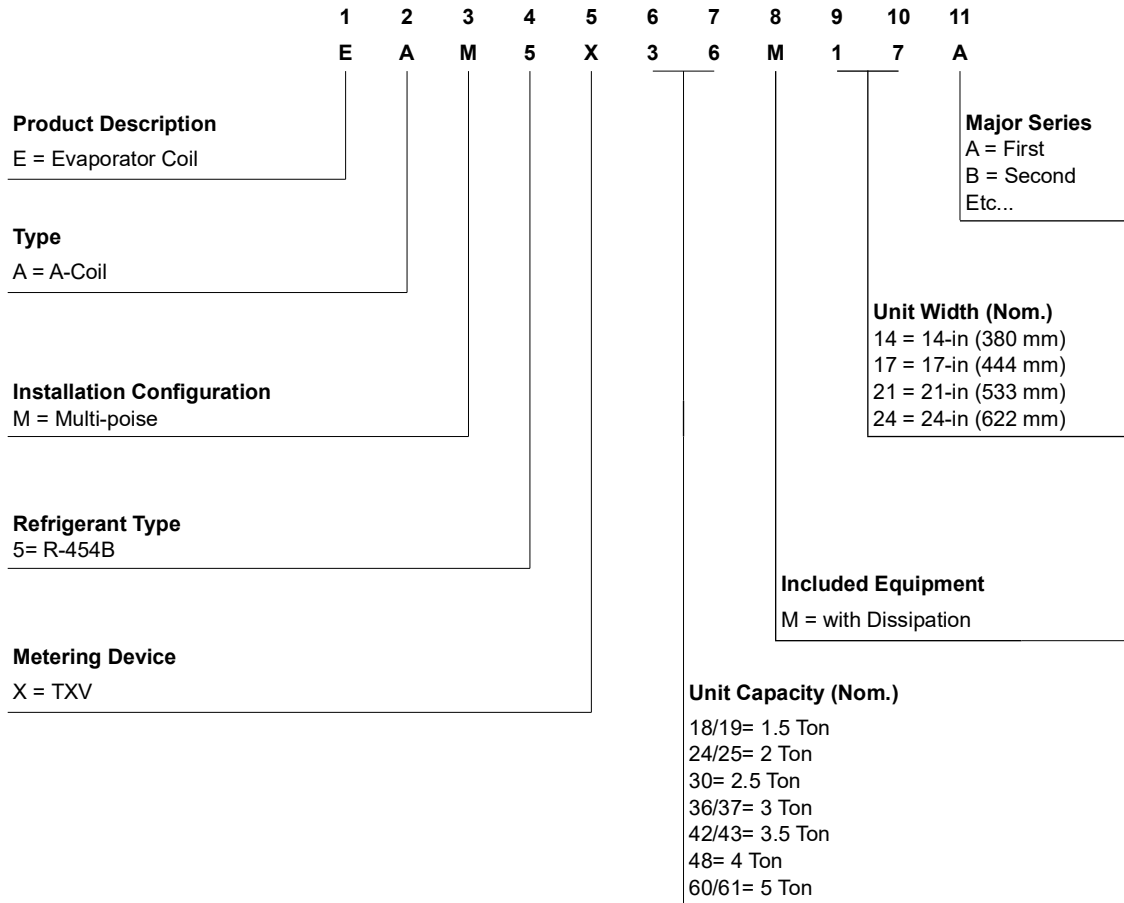 1 2 3 4 5 6 7 8 9 10 11
E A M 5 X 3 6 M 1 7 A
Product Description
E = Evaporator Coil
Type
A = A-Coil
Installation Configuration
M = Multi-poise
Refrigerant Type
5= R-454B
Metering Device
X = TXV
Major Series
A = First
B = Second
Etc...
Unit Width (Nom.)
14 = 14-in (380 mm)
17 = 17-in (444 mm)
21 = 21-in (533 mm)
24 = 24-in (622 mm)
Included Equipment
M = with Dissipation
Unit Capacity (Nom.)
18/19= 1.5 Ton
24/25= 2 Ton
30= 2.5 Ton
36/37= 3 Ton
42/43= 3.5 Ton
48= 4 Ton
60/61= 5 Ton